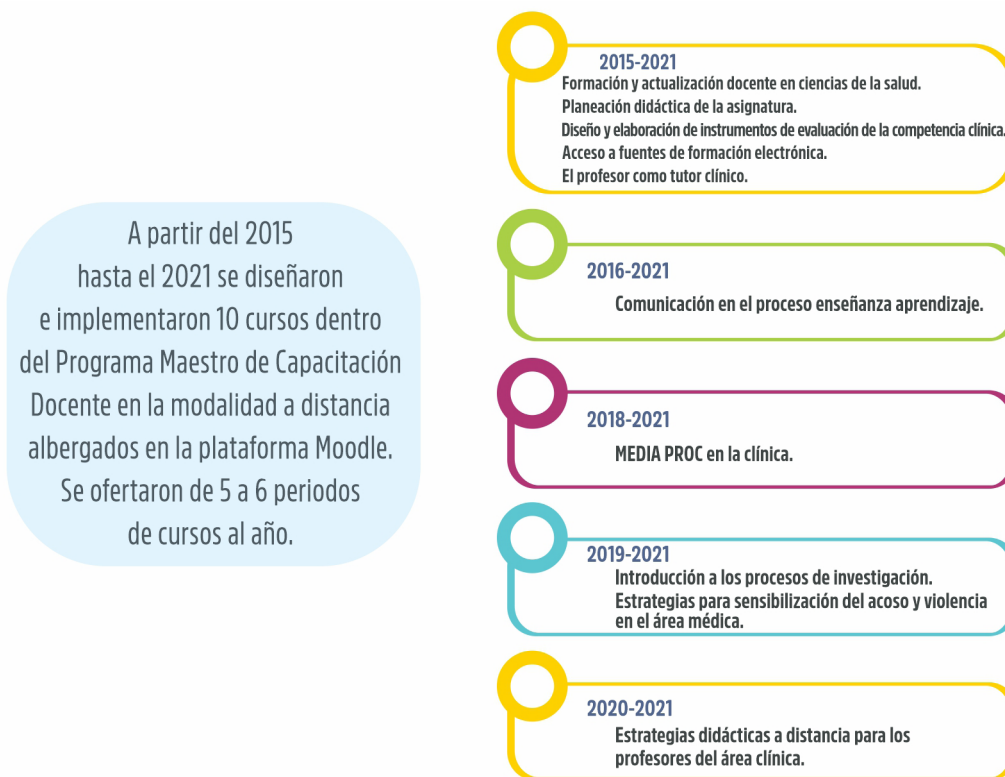 A partir del 2015
hasta el 2021 se diseñaron
e implementaron 10 cursos dentro
del Programa Maestro de Capacitación
Docente en la modalidad a distancia
albergados en la plataforma Moodle.
Se ofertaron de 5 a 6 periodos
de cursos al año.
2015-2021
Formación y actualización docente en ciencias de la salud.
Planeación didáctica de la asignatura.
Diseño y elaboración de instrumentos de evaluación de la competencia clínica.
Acceso a fuentes de formación electrónica.
El profesor como tutor clínico.
2016-2021
Comunicación en el proceso enseñanza aprendizaje.
2018-2021
MEDIA PROC en la clínica.
2019-2021
Introducción a los procesos de investigación.
Estrategias para sensibilización del acoso y violencia
en el área médica.
2020-2021
Estrategias didácticas a distancia para los
profesores del área clínica.